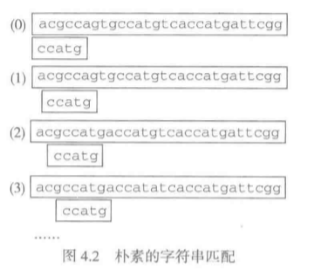 (0) acgccagtgccatgtcaccatgattcgg
ccatg
(1) acgccagtgccatgtcaccatgattcgg
ccatg
(2) acgccatgaccatgtcaccatgattcgg
ccatg
(3) acgccatgaccatatcaccatgattcgg
ccatg
……
图 4.2 朴素的字符串匹配